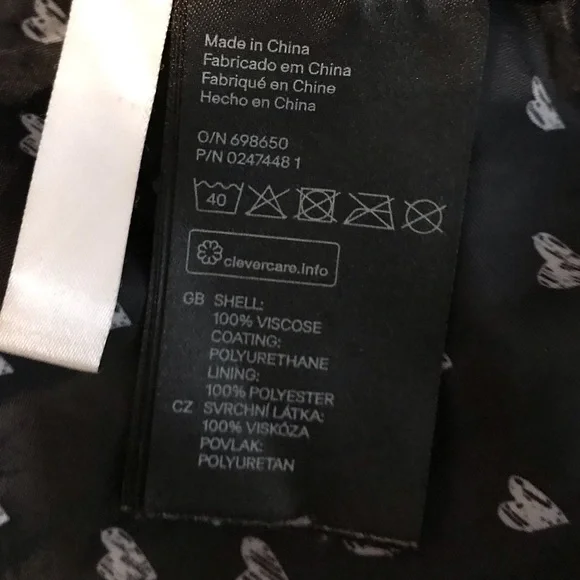 Made in China
Fabricado em China
Fabriqué en Chine
Hecho en China
O/N 698650
P/N 0247448 1
40
clevercare.info
GB SHELL:
100% VISCOSE
COATING:
POLYURETHANE
LINING:
100% POLYESTER
CZ SVRCHNÍ LÁTKA:
100% VISKÓZA
POVLAK:
POLYURETAN